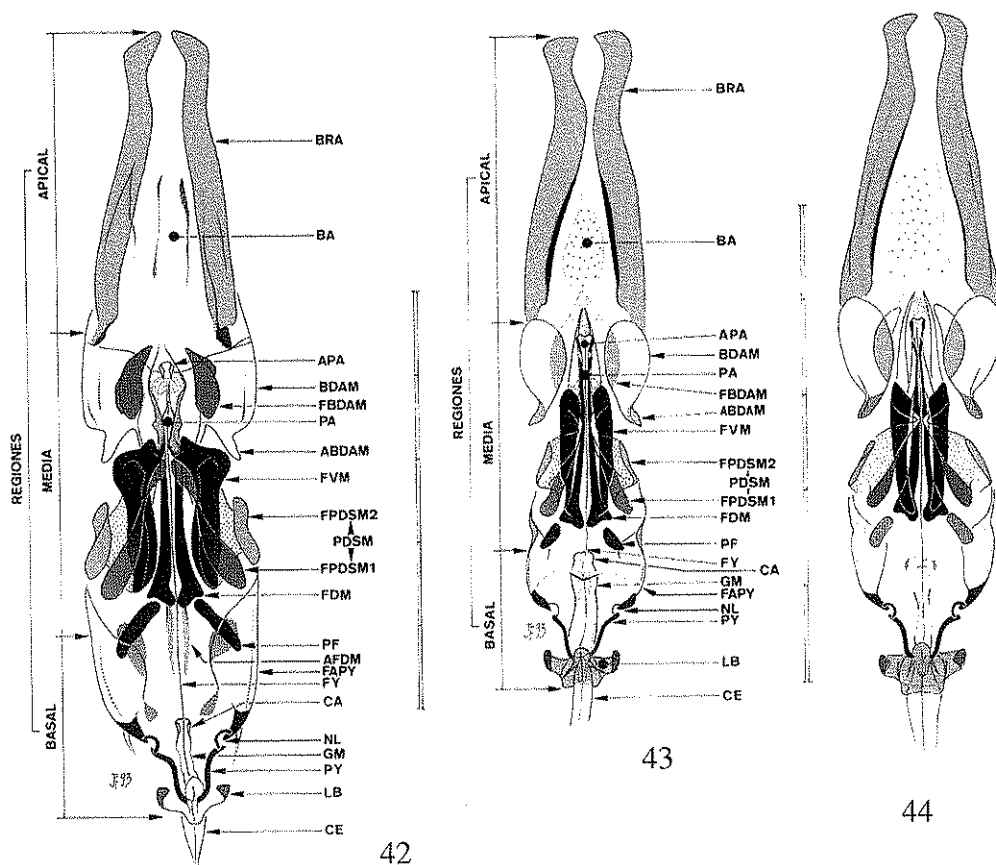 REGIONES
APICAL
MEDIA
BASAL
BRA
BA
APA
BDAM
FBDAM
PA
ABDAM
FVM
FPDSM2
PDSM
FPDSM1
FDM
PF
AFDM
FAPY
FY
CA
NL
GM
PY
LB
CE
JF93
42
REGIONES
APICAL
MEDIA
BASAL
BRA
BA
APA
BDAM
PA
FBDAM
ABDAM
FVM
FPDSM2
PDSM
FPDSM1
FDM
PF
FY
CA
GM
FAPY
NL
PY
LB
CE
JF93
43
44